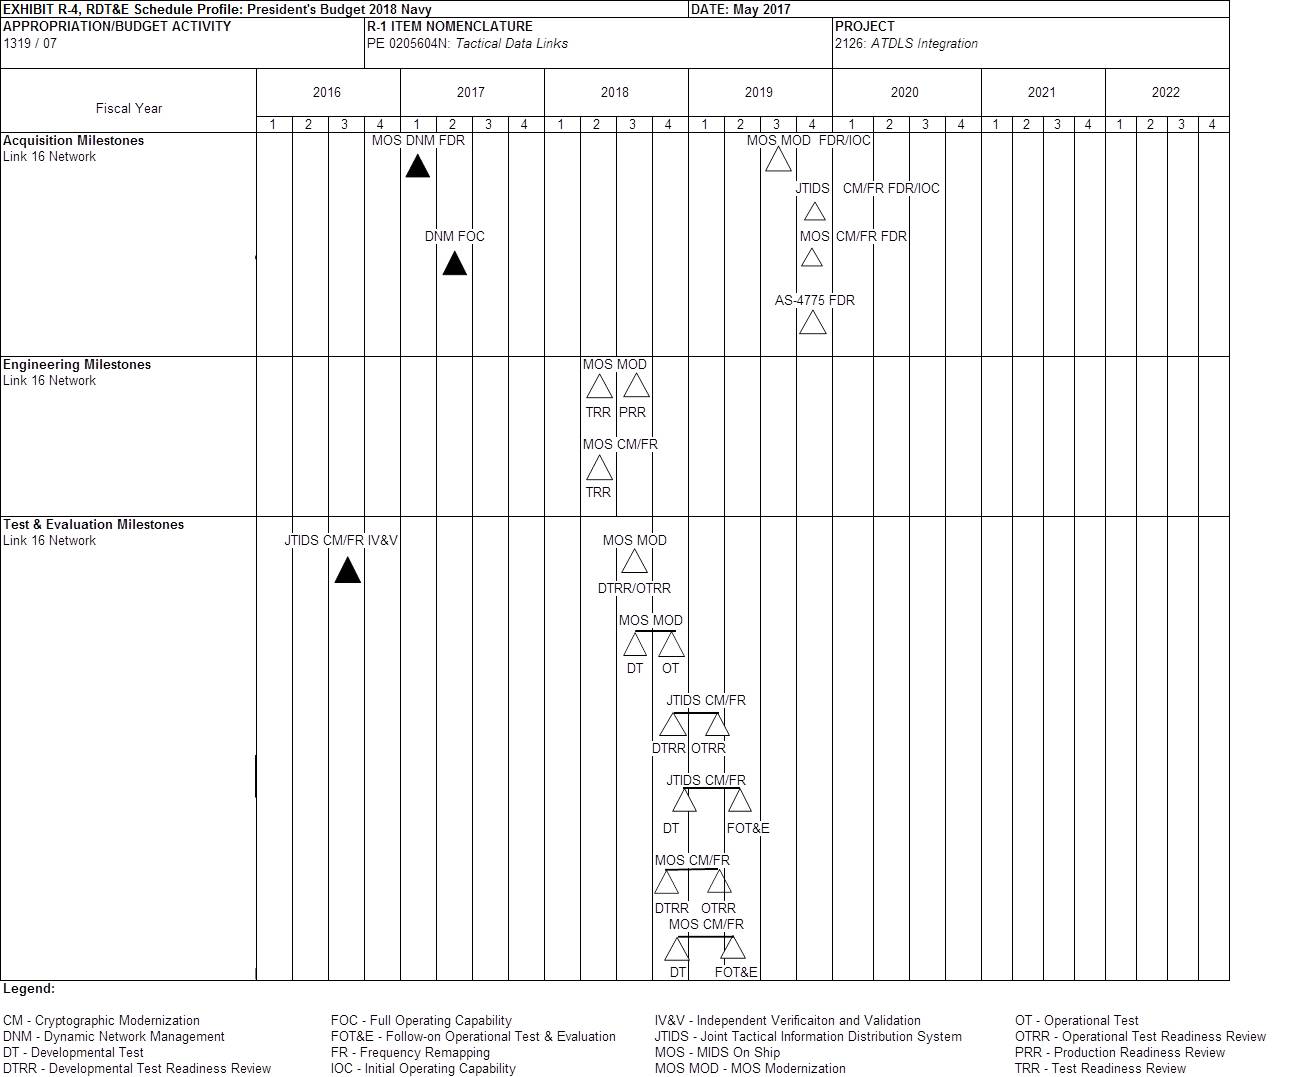 EXHIBIT R-4, RDT&E Schedule Profile: President's Budget 2018 Navy DATE: May 2017
APPROPRIATION/BUDGET ACTIVITY R-1 ITEM NOMENCLATURE PROJECT
1319 / 07 PE 0205604N: Tactical Data Links 2126: ATDLS Integration
2016 2017 2018 2019 2020 2021 2022
Fiscal Year
1 2 3 4 1 2 3 4 1 2 3 4 1 2 3 4 1 2 3 4 1 2 3 4 1 2 3 4
Acquisition Milestones MOS DNM FDR MOS MOD FDR/IOC
Link 16 Network
JTIDS CM/FR FDR/IOC
DNM FOC MOS CM/FR FDR
AS-4775 FDR
Engineering Milestones MOS MOD
Link 16 Network
TRR PRR
MOS CM/FR
TRR
Test & Evaluation Milestones
Link 16 Network JTIDS CM/FR IV&V MOS MOD
DTRR/OTRR
MOS MOD
DT OT
JTIDS CM/FR
DTRR OTRR
JTIDS CM/FR
DT FOT&E
MOS CM/FR
DTRR OTRR
MOS CM/FR
DT FOT&E
Legend:
CM - Cryptographic Modernization FOC - Full Operating Capability IV&V - Independent Verificaiton and Validation OT - Operational Test
DNM - Dynamic Network Management FOT&E - Follow-on Operational Test & Evaluation JTIDS - Joint Tactical Information Distribution System OTRR - Operational Test Readiness Review
DT - Developmental Test FR - Frequency Remapping MOS - MIDS On Ship PRR - Production Readiness Review
DTRR - Developmental Test Readiness Review IOC - Initial Operating Capability MOS MOD - MOS Modernization TRR - Test Readiness Review